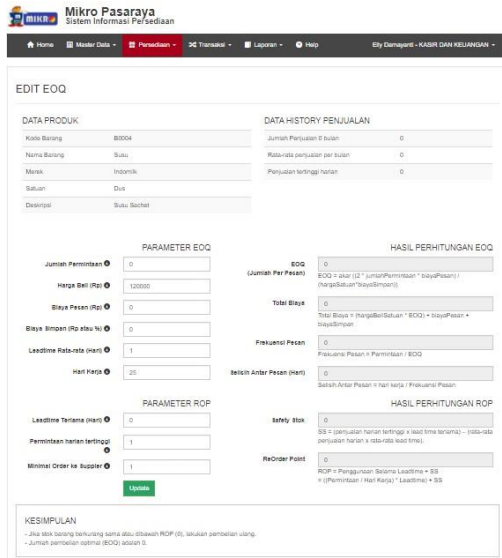 MIKRO
Mikro Pasaraya
Sistem Informasi Persediaan
Home Master Data Persediaan Transaksi Laporan Help Elly Damayanti - KASIR DAN KEUANGAN
EDIT EOQ
DATA PRODUK
Kode Barang B0004
Nama Barang Susu
Merek Indomilk
Satuan Dus
Deskripsi Susu Sachet
DATA HISTORY PENJUALAN
Jumlah Penjualan 0 bulan 0
Rata-rata penjualan per bulan 0
Penjualan tertinggi harian 0
PARAMETER EOQ
Jumlah Permintaan 0
Harga Beli (Rp) 120000
Biaya Pesan (Rp) 0
Biaya Simpan (Rp atau %) 0
Leadtime Rata-rata (Hari) 1
Hari Kerja 25
HASIL PERHITUNGAN EOQ
EOQ
(Jumlah Per Pesan) 0
EOQ = akar ((2 * jumlahPermintaan * biayaPesan) /
(hargaSatuan*biayaSimpan))
Total Biaya 0
Total Biaya = (hargaBeliSatuan * EOQ) + biayaPesan +
biayaSimpan
Frekuensi Pesan 0
Frekuensi Pesan = Permintaan / EOQ
Selisih Antar Pesan (Hari) 0
Selisih Antar Pesan = hari kerja / Frekuensi Pesan
PARAMETER ROP
Leadtime Terlama (Hari) 0
Permintaan harian tertinggi 1
Minimal Order ke Suppler 1
Update
HASIL PERHITUNGAN ROP
Safety Stok 0
SS = (penjualan harian tertinggi x lead time terlama) – (rata-rata
penjualan harian x rata-rata lead time).
ReOrder Point 0
ROP = Penggunaan Selama Leadtime + SS
= ((Permintaan / Hari Kerja) * Leadtime) + SS
KESIMPULAN
- Jika stok barang berkurang sama atau dibawah ROP (0), lakukan pembelian ulang.
- Jumlah pembelian optimal (EOQ) adalah 0.